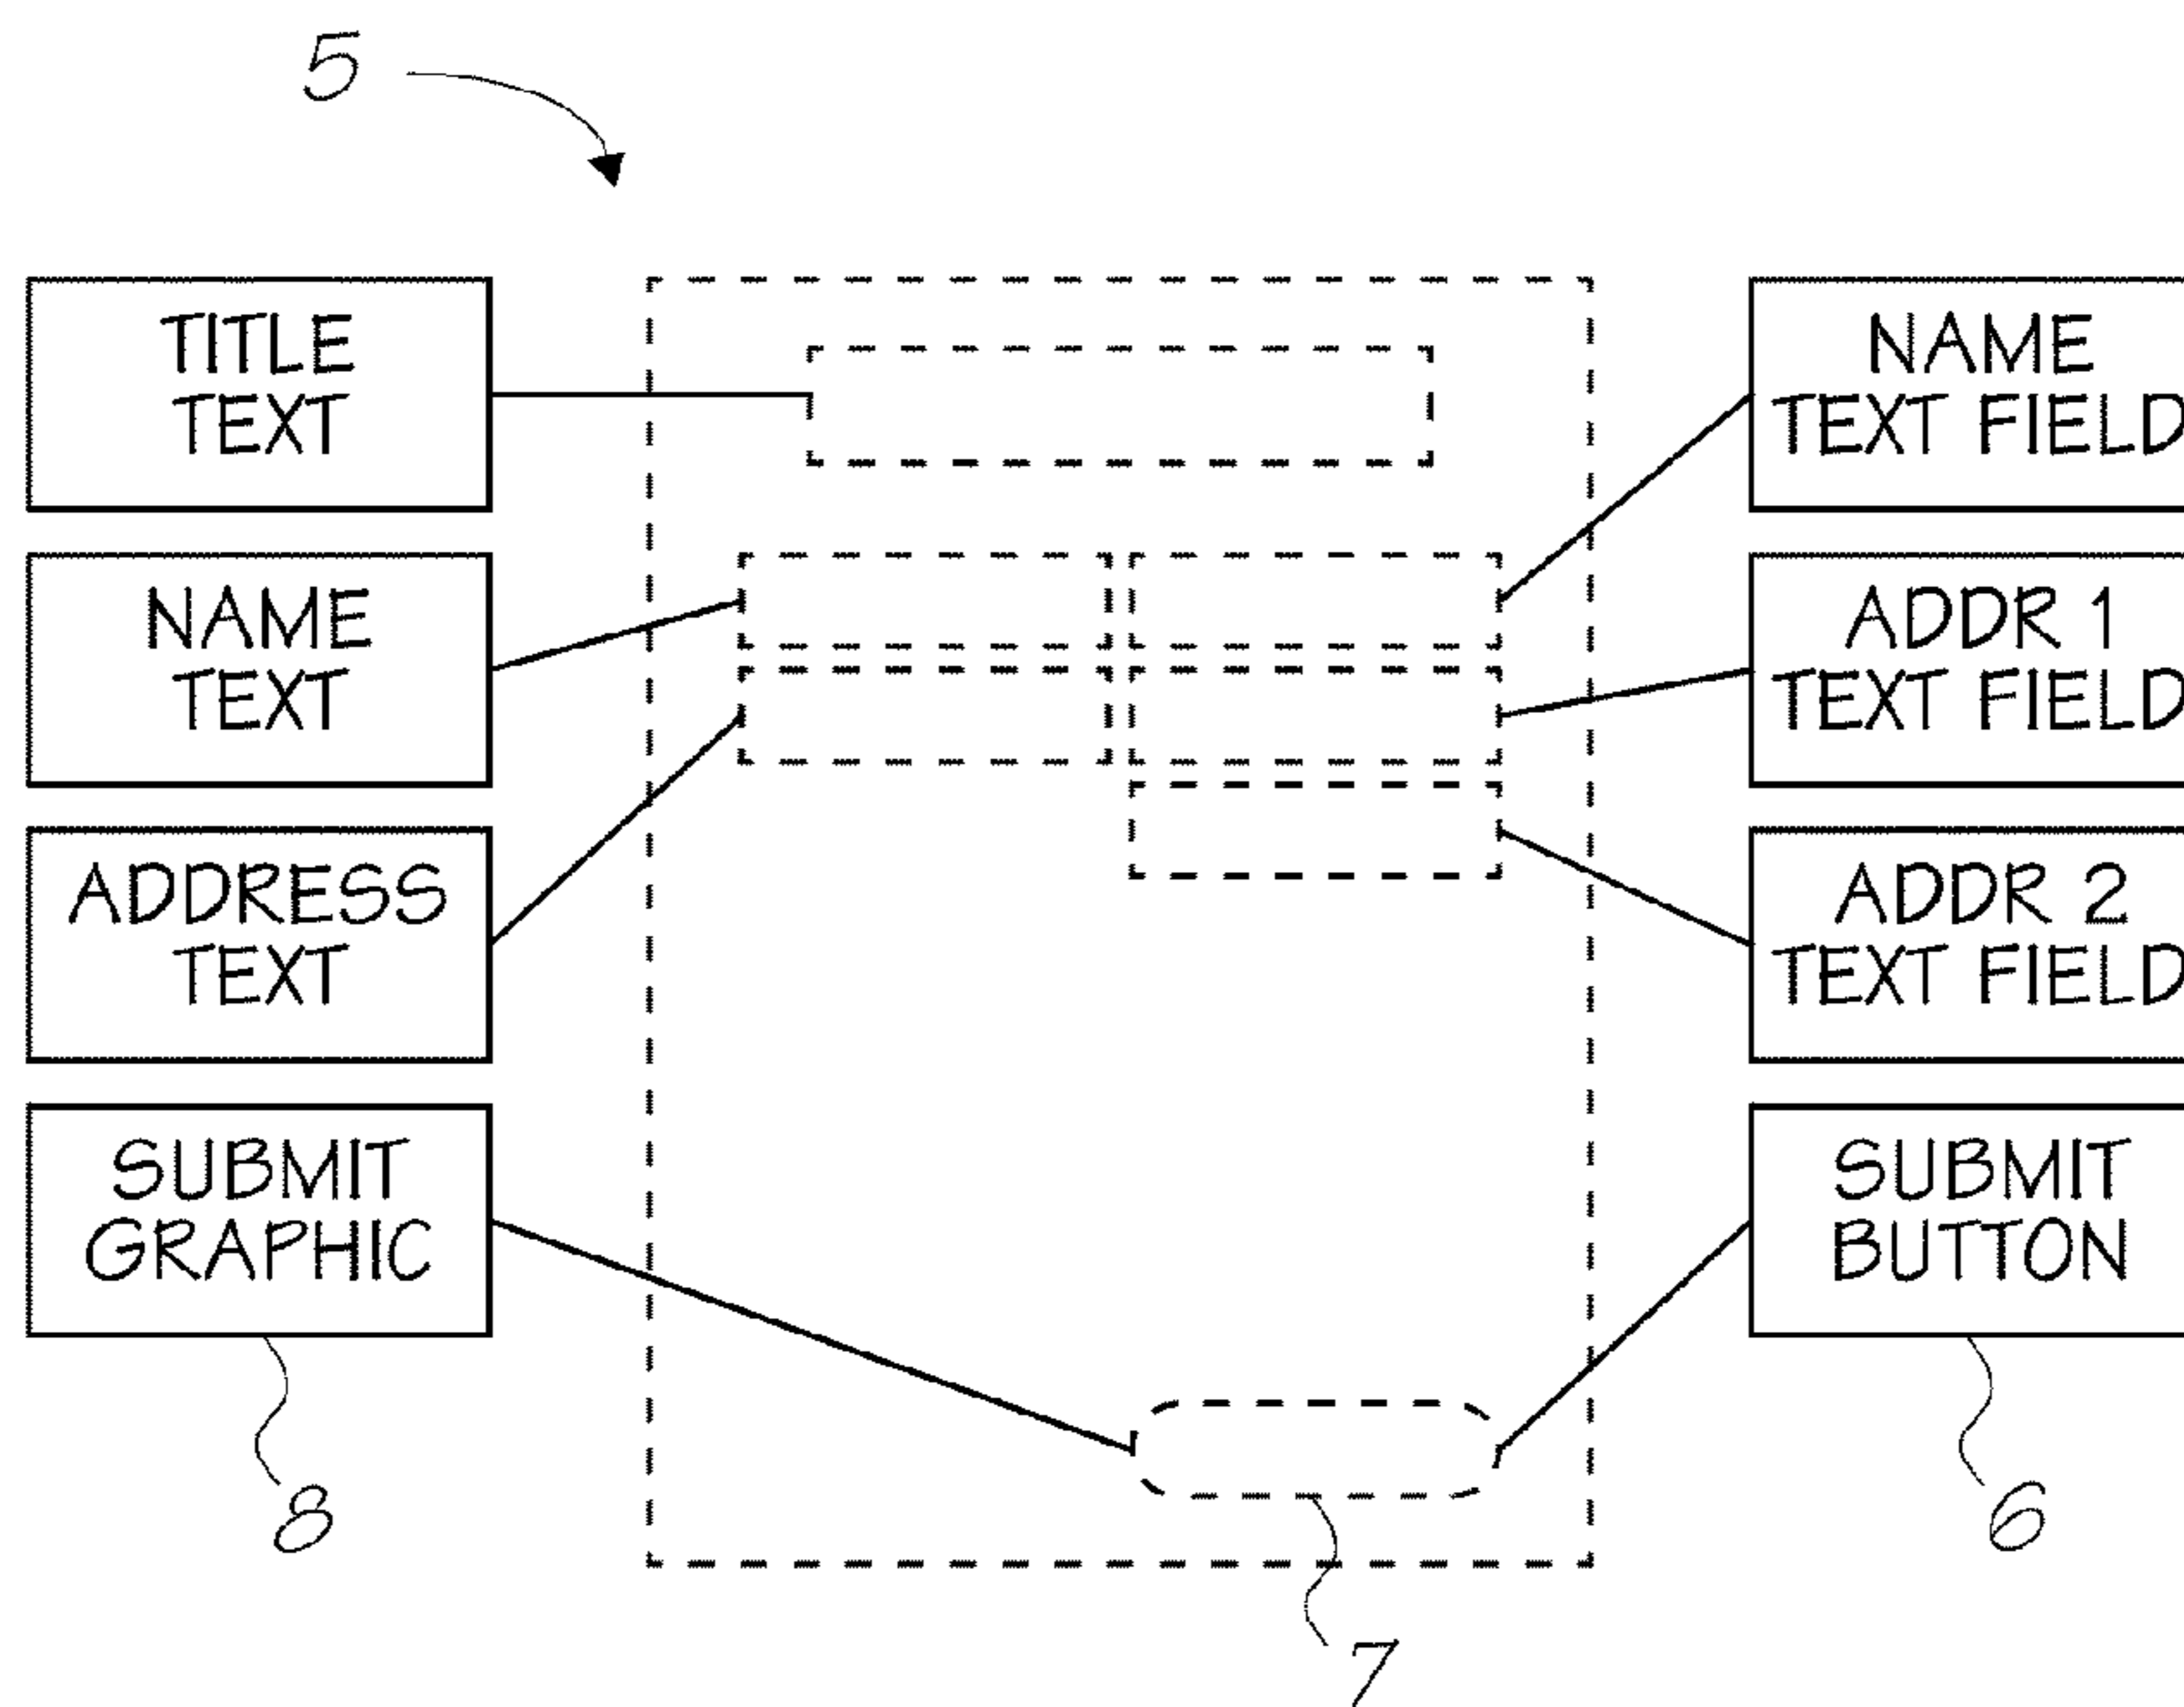 5
TITLE
TEXT
NAME
TEXT FIELD
NAME
TEXT
ADDR 1
TEXT FIELD
ADDRESS
TEXT
ADDR 2
TEXT FIELD
SUBMIT
GRAPHIC
SUBMIT
BUTTON
8
6
7